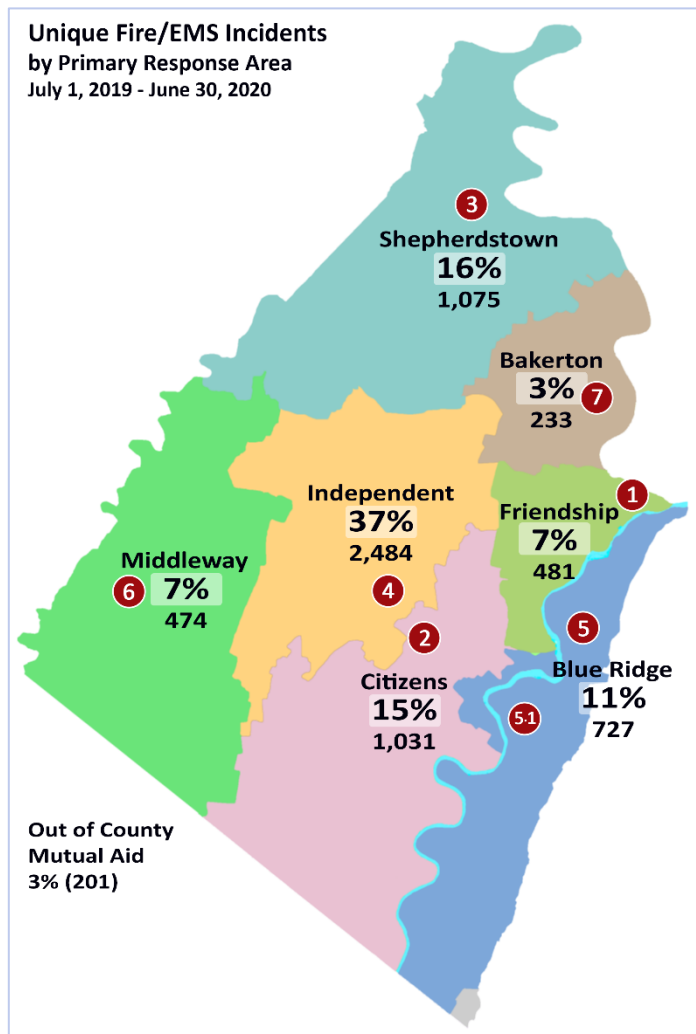 Unique Fire/EMS Incidents
by Primary Response Area
July 1, 2019 - June 30, 2020
3
Shepherdstown
16%
1,075
Bakerton
3%
7
233
1
Independent
37%
2,484
4
Friendship
7%
481
Middleway
6
7%
474
5
2
Citizens
15%
1,031
Blue Ridge
11%
727
5·1
Out of County
Mutual Aid
3% (201)